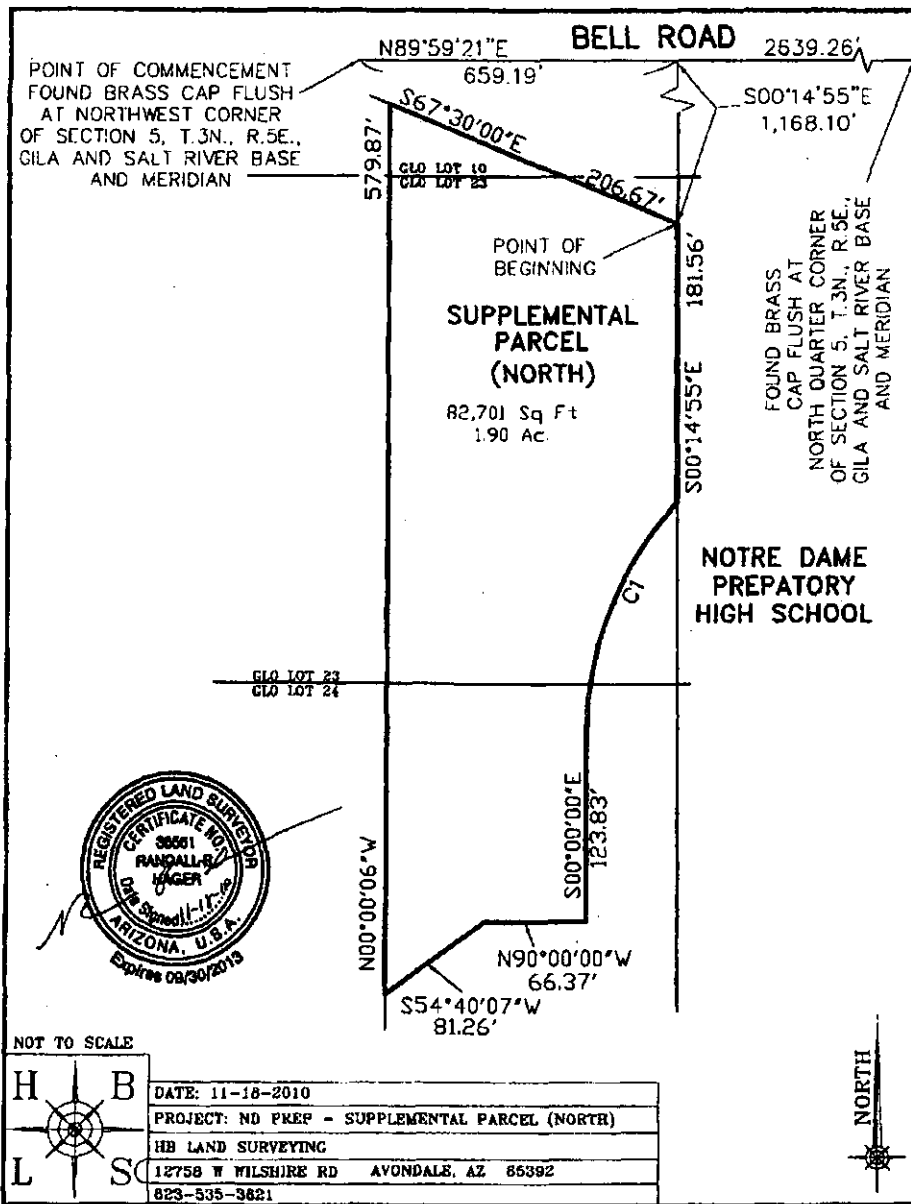 BELL ROAD
N89°59'21"E
659.19'
2639.26'
POINT OF COMMENCEMENT
FOUND BRASS CAP FLUSH
AT NORTHWEST CORNER
OF SECTION 5, T.3N., R.5E.,
GILA AND SALT RIVER BASE
AND MERIDIAN
S00°14'55"E
1,168.10'
S67°30'00"E
206.67'
579.87'
GLO LOT 10
GLO LOT 23
POINT OF
BEGINNING
181.56'
S00°14'55"E
SUPPLEMENTAL
PARCEL
(NORTH)
82,701 Sq Ft
1.90 Ac.
FOUND BRASS
CAP FLUSH AT
NORTH QUARTER CORNER
OF SECTION 5, T.3N., R.5E.,
GILA AND SALT RIVER BASE
AND MERIDIAN
C1
NOTRE DAME
PREPATORY
HIGH SCHOOL
GLO LOT 23
GLO LOT 24
S00°00'00"E
123.83'
N00°00'06"W
N90°00'00"W
66.37'
S54°40'07"W
81.26'
REGISTERED LAND SURVEYOR
CERTIFICATE NO.
36561
RANDALL R.
HAGER
Date Signed 11-18-10
ARIZONA, U.S.A.
Expires 09/30/2013
NOT TO SCALE
H B
L S
DATE: 11-18-2010
PROJECT: ND PREP - SUPPLEMENTAL PARCEL (NORTH)
HB LAND SURVEYING
12758 W WILSHIRE RD AVONDALE, AZ 85392
623-535-3821
NORTH